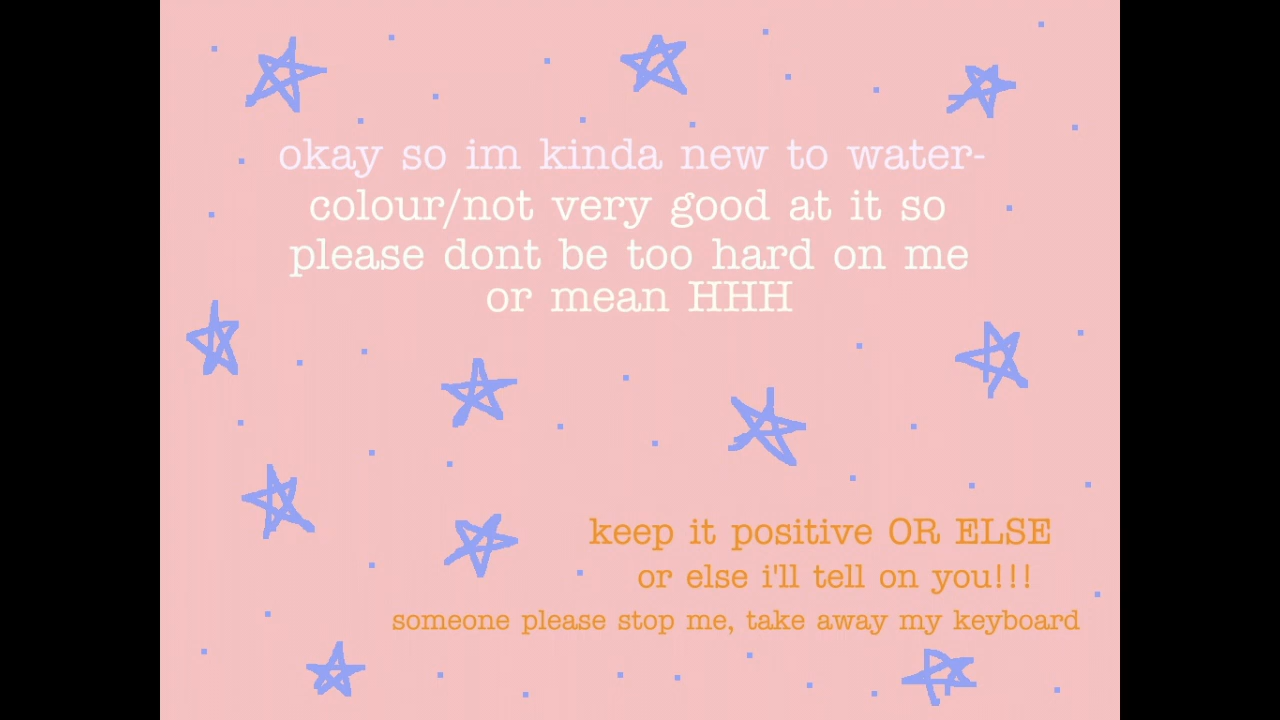 okay so im kinda new to water-
colour/not very good at it so
please dont be too hard on me
or mean HHH
keep it positive OR ELSE
or else i'll tell on you!!!
someone please stop me, take away my keyboard